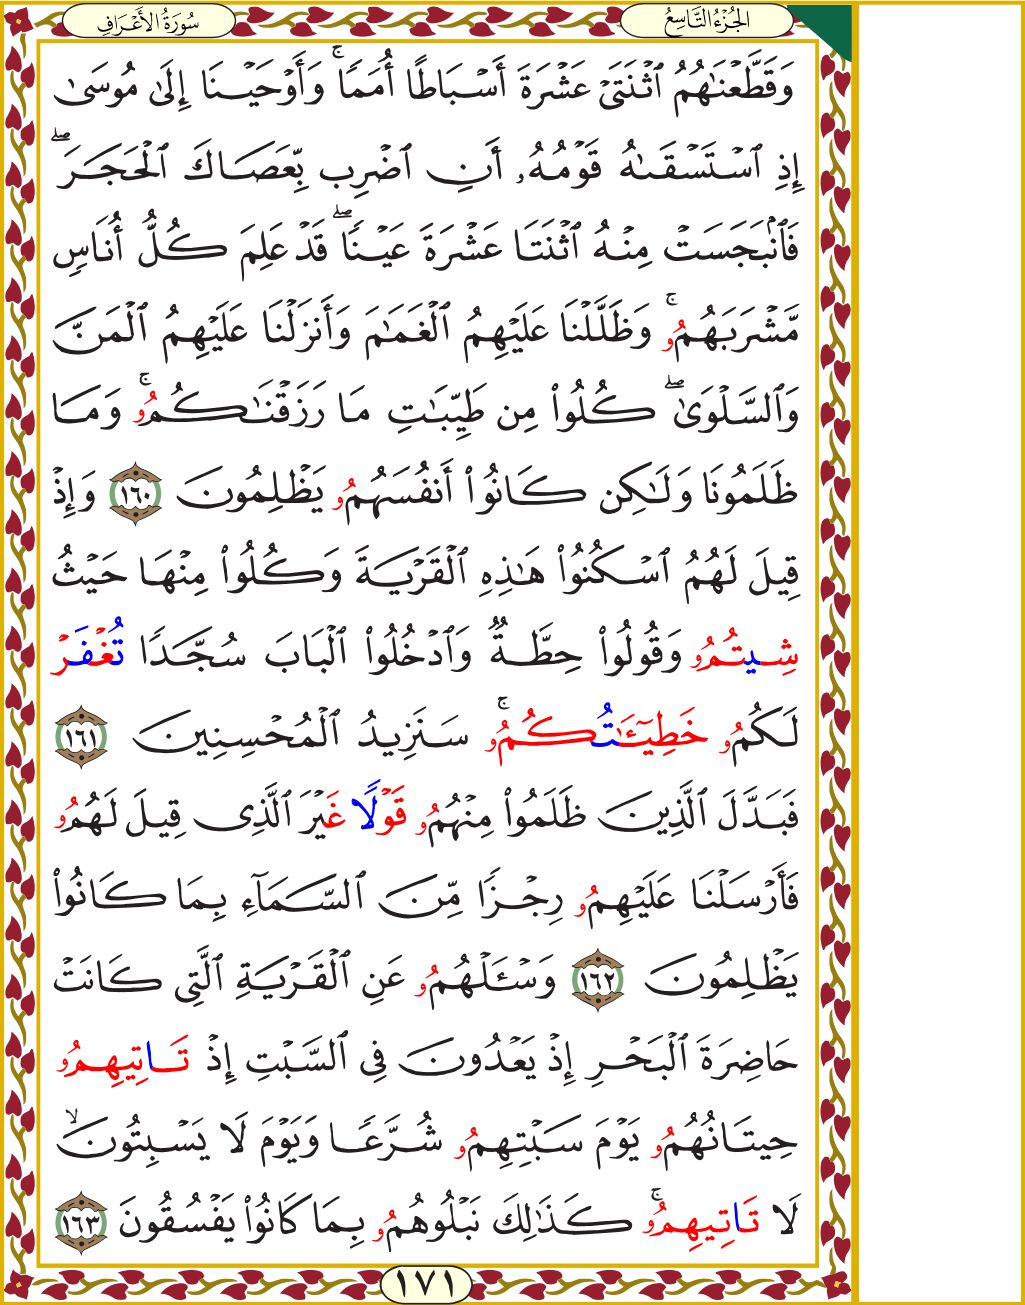 الجُزْءُ التَّاسِعُ
سُورَةُ الأَعْرَافِ
وَقَطَّعْنَٰهُمُ ٱثْنَتَىْ عَشْرَةَ أَسْبَاطًا أُمَمًا ۚ وَأَوْحَيْنَا إِلَىٰ مُوسَىٰ
إِذِ ٱسْتَسْقَىٰهُ قَوْمُهُۥ أَنِ ٱضْرِب بِّعَصَاكَ ٱلْحَجَرَ ۖ
فَٱنۢبَجَسَتْ مِنْهُ ٱثْنَتَا عَشْرَةَ عَيْنًا ۖ قَدْ عَلِمَ كُلُّ أُنَاسٍ
مَّشْرَبَهُمُۥ ۚ وَظَلَّلْنَا عَلَيْهِمُ ٱلْغَمَٰمَ وَأَنزَلْنَا عَلَيْهِمُ ٱلْمَنَّ
وَٱلسَّلْوَىٰ ۖ كُلُوا۟ مِن طَيِّبَٰتِ مَا رَزَقْنَٰكُمُۥ ۚ وَمَا
ظَلَمُونَا وَلَٰكِن كَانُوٓا۟ أَنفُسَهُمُۥ يَظْلِمُونَ ١٦٠ وَإِذْ
قِيلَ لَهُمُ ٱسْكُنُوا۟ هَٰذِهِ ٱلْقَرْيَةَ وَكُلُوا۟ مِنْهَا حَيْثُ
شِيتُمُۥ وَقُولُوا۟ حِطَّةٌ وَٱدْخُلُوا۟ ٱلْبَابَ سُجَّدًا تُغْفَرْ
لَكُمُۥ خَطِيٓـَٰٔتُكُمُۥ ۚ سَنَزِيدُ ٱلْمُحْسِنِينَ ١٦١
فَبَدَّلَ ٱلَّذِينَ ظَلَمُوا۟ مِنْهُمُۥ قَوْلًا غَيْرَ ٱلَّذِى قِيلَ لَهُمُۥ
فَأَرْسَلْنَا عَلَيْهِمُۥ رِجْزًا مِّنَ ٱلسَّمَآءِ بِمَا كَانُوا۟
يَظْلِمُونَ ١٦٢ وَسْـَٔلْهُمُۥ عَنِ ٱلْقَرْيَةِ ٱلَّتِى كَانَتْ
حَاضِرَةَ ٱلْبَحْرِ إِذْ يَعْدُونَ فِى ٱلسَّبْتِ إِذْ تَاتِيهِمُۥ
حِيتَانُهُمُۥ يَوْمَ سَبْتِهِمُۥ شُرَّعًا وَيَوْمَ لَا يَسْبِتُونَ ۙ
لَا تَاتِيهِمُۥ ۚ كَذَٰلِكَ نَبْلُوهُمُۥ بِمَا كَانُوا۟ يَفْسُقُونَ ١٦٣
١٧١